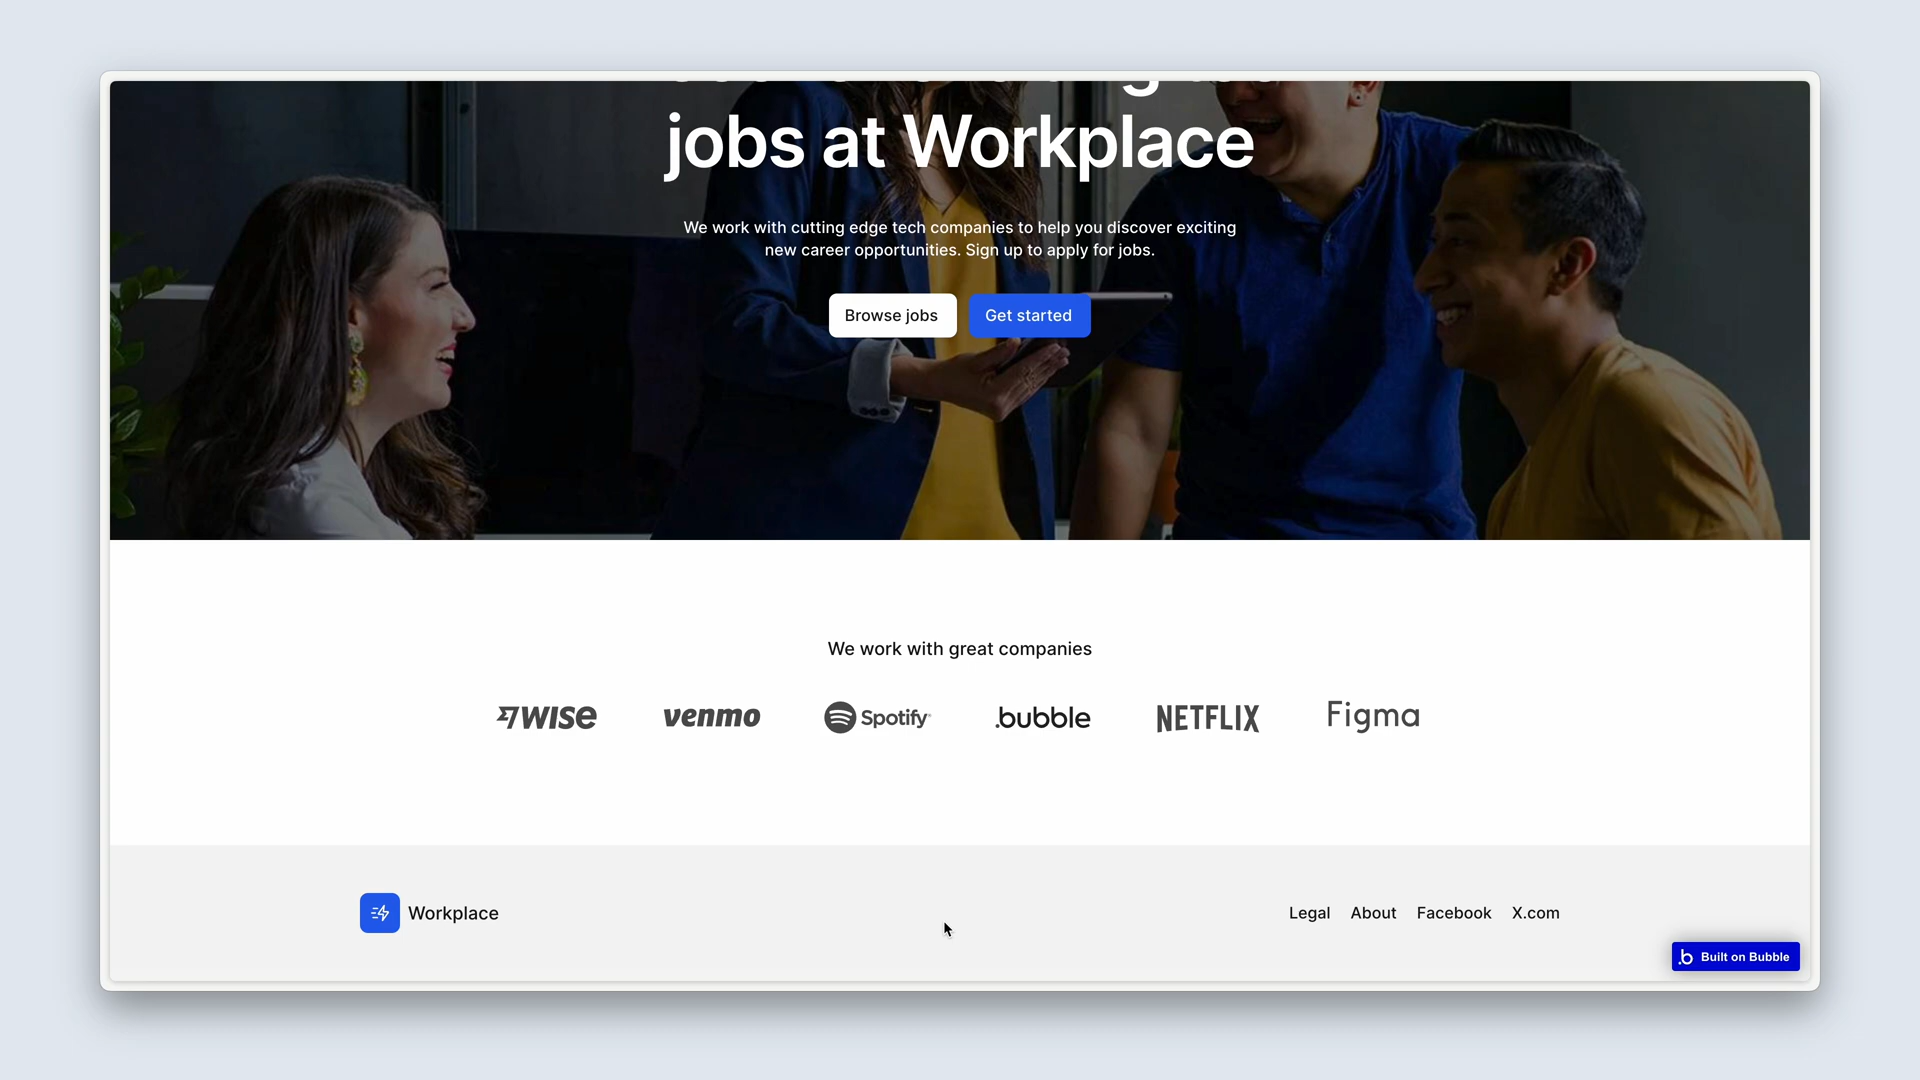 jobs at Workplace
We work with cutting edge tech companies to help you discover exciting
new career opportunities. Sign up to apply for jobs.
Browse jobs
Get started
We work with great companies
WISE
venmo
Spotify
.bubble
NETFLIX
Figma
Workplace
Legal
About
Facebook
X.com
.b Built on Bubble